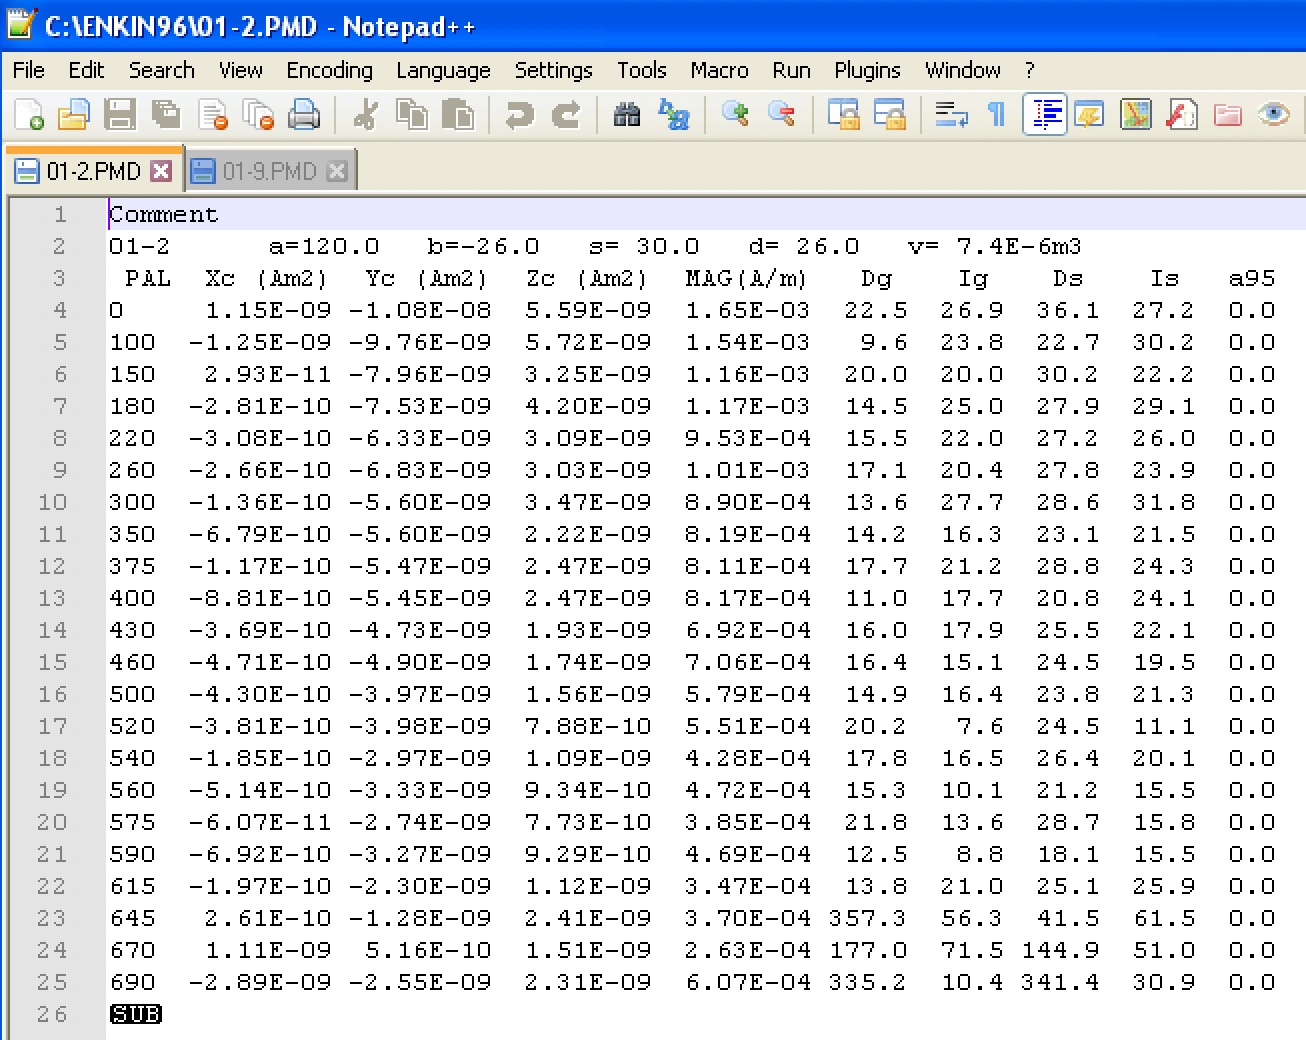 C:\ENKIN96\01-2.PMD - Notepad++
File Edit Search View Encoding Language Settings Tools Macro Run Plugins Window ?
01-2.PMD 01-9.PMD
1 Comment
2 01-2 a=120.0 b=-26.0 s= 30.0 d= 26.0 v= 7.4E-6m3
3 PAL Xc (Am2) Yc (Am2) Zc (Am2) MAG(A/m) Dg Ig Ds Is a95
4 0 1.15E-09 -1.08E-08 5.59E-09 1.65E-03 22.5 26.9 36.1 27.2 0.0
5 100 -1.25E-09 -9.76E-09 5.72E-09 1.54E-03 9.6 23.8 22.7 30.2 0.0
6 150 2.93E-11 -7.96E-09 3.25E-09 1.16E-03 20.0 20.0 30.2 22.2 0.0
7 180 -2.81E-10 -7.53E-09 4.20E-09 1.17E-03 14.5 25.0 27.9 29.1 0.0
8 220 -3.08E-10 -6.33E-09 3.09E-09 9.53E-04 15.5 22.0 27.2 26.0 0.0
9 260 -2.66E-10 -6.83E-09 3.03E-09 1.01E-03 17.1 20.4 27.8 23.9 0.0
10 300 -1.36E-10 -5.60E-09 3.47E-09 8.90E-04 13.6 27.7 28.6 31.8 0.0
11 350 -6.79E-10 -5.60E-09 2.22E-09 8.19E-04 14.2 16.3 23.1 21.5 0.0
12 375 -1.17E-10 -5.47E-09 2.47E-09 8.11E-04 17.7 21.2 28.8 24.3 0.0
13 400 -8.81E-10 -5.45E-09 2.47E-09 8.17E-04 11.0 17.7 20.8 24.1 0.0
14 430 -3.69E-10 -4.73E-09 1.93E-09 6.92E-04 16.0 17.9 25.5 22.1 0.0
15 460 -4.71E-10 -4.90E-09 1.74E-09 7.06E-04 16.4 15.1 24.5 19.5 0.0
16 500 -4.30E-10 -3.97E-09 1.56E-09 5.79E-04 14.9 16.4 23.8 21.3 0.0
17 520 -3.81E-10 -3.98E-09 7.88E-10 5.51E-04 20.2 7.6 24.5 11.1 0.0
18 540 -1.85E-10 -2.97E-09 1.09E-09 4.28E-04 17.8 16.5 26.4 20.1 0.0
19 560 -5.14E-10 -3.33E-09 9.34E-10 4.72E-04 15.3 10.1 21.2 15.5 0.0
20 575 -6.07E-11 -2.74E-09 7.73E-10 3.85E-04 21.8 13.6 28.7 15.8 0.0
21 590 -6.92E-10 -3.27E-09 9.29E-10 4.69E-04 12.5 8.8 18.1 15.5 0.0
22 615 -1.97E-10 -2.30E-09 1.12E-09 3.47E-04 13.8 21.0 25.1 25.9 0.0
23 645 2.61E-10 -1.28E-09 2.41E-09 3.70E-04 357.3 56.3 41.5 61.5 0.0
24 670 1.11E-09 5.16E-10 1.51E-09 2.63E-04 177.0 71.5 144.9 51.0 0.0
25 690 -2.89E-09 -2.55E-09 2.31E-09 6.07E-04 335.2 10.4 341.4 30.9 0.0
26 SUB